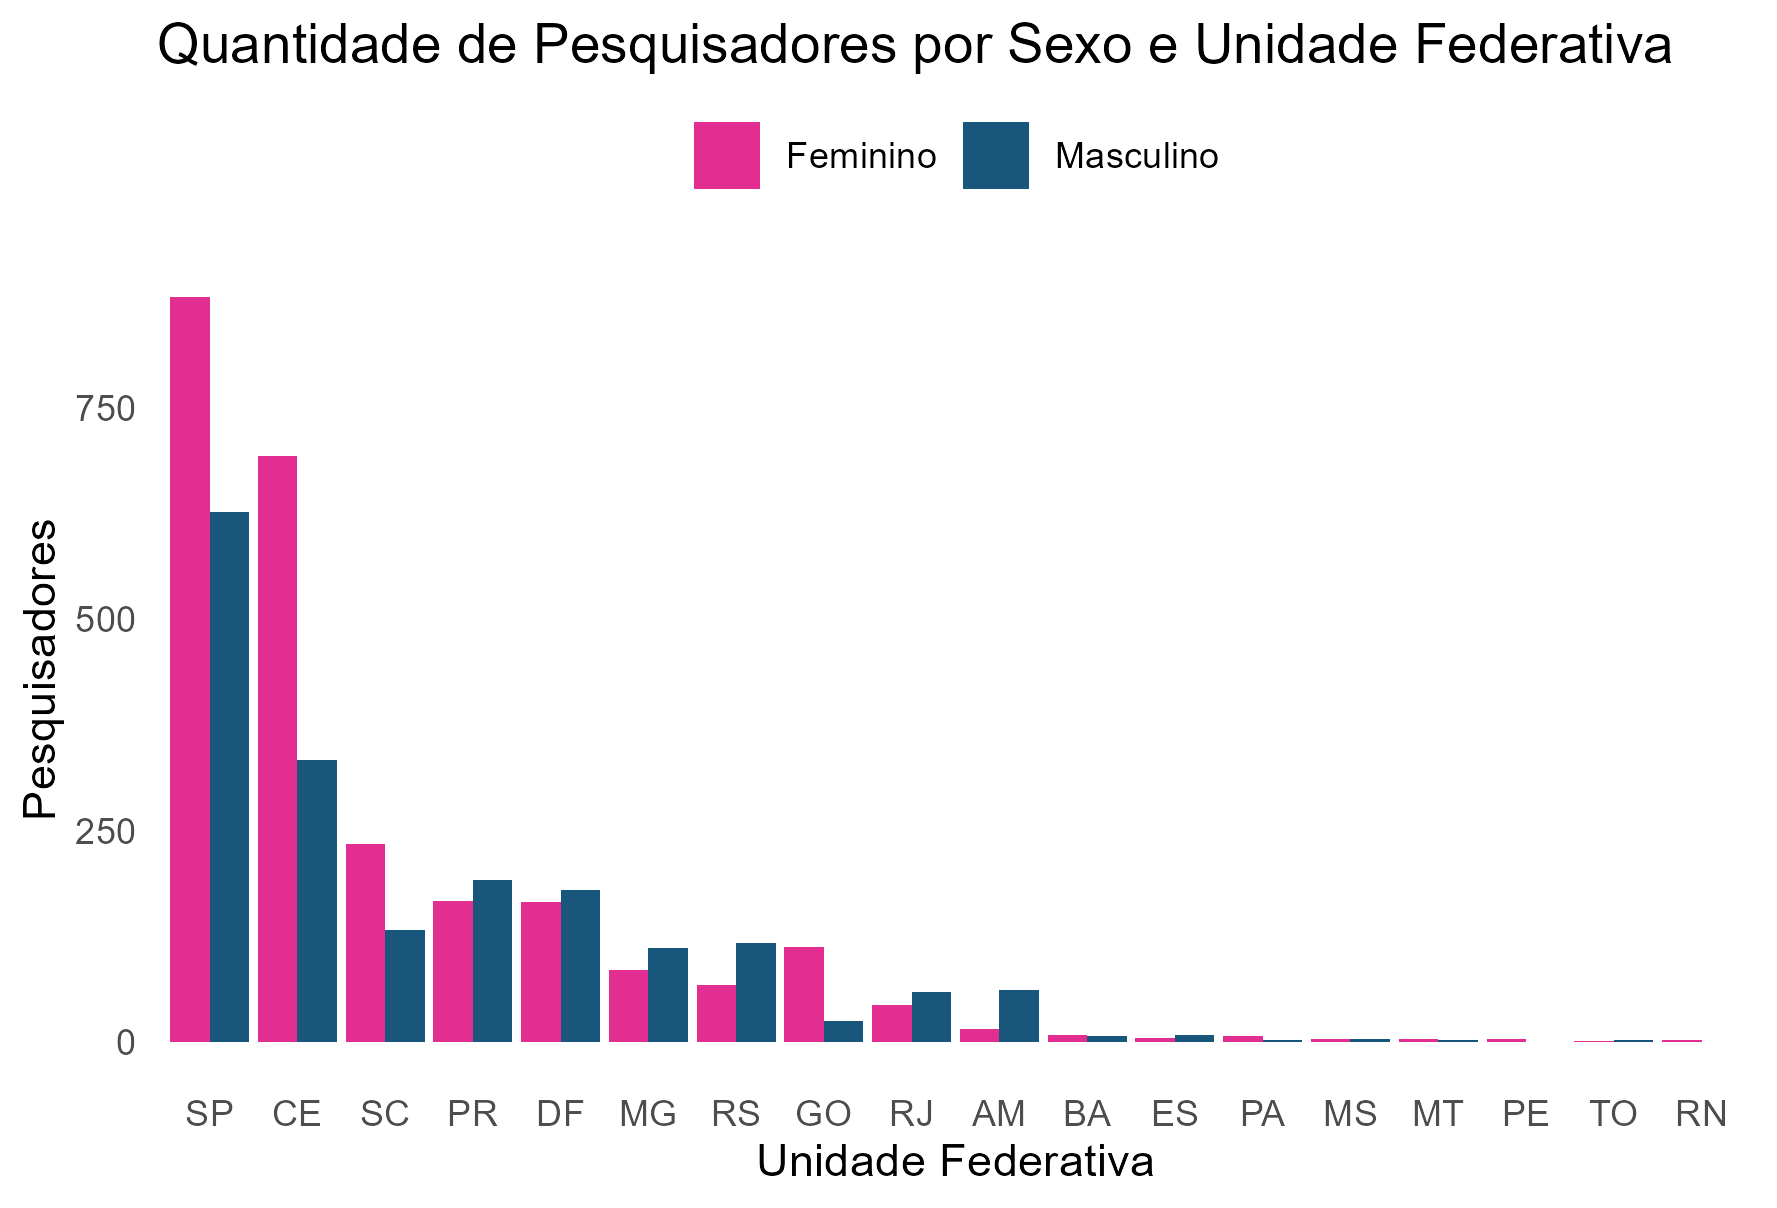 Quantidade de Pesquisadores por Sexo e Unidade Federativa
Feminino
Masculino
Pesquisadores
750
500
250
0
SP CE SC PR DF MG RS GO RJ AM BA ES PA MS MT PE TO RN
Unidade Federativa